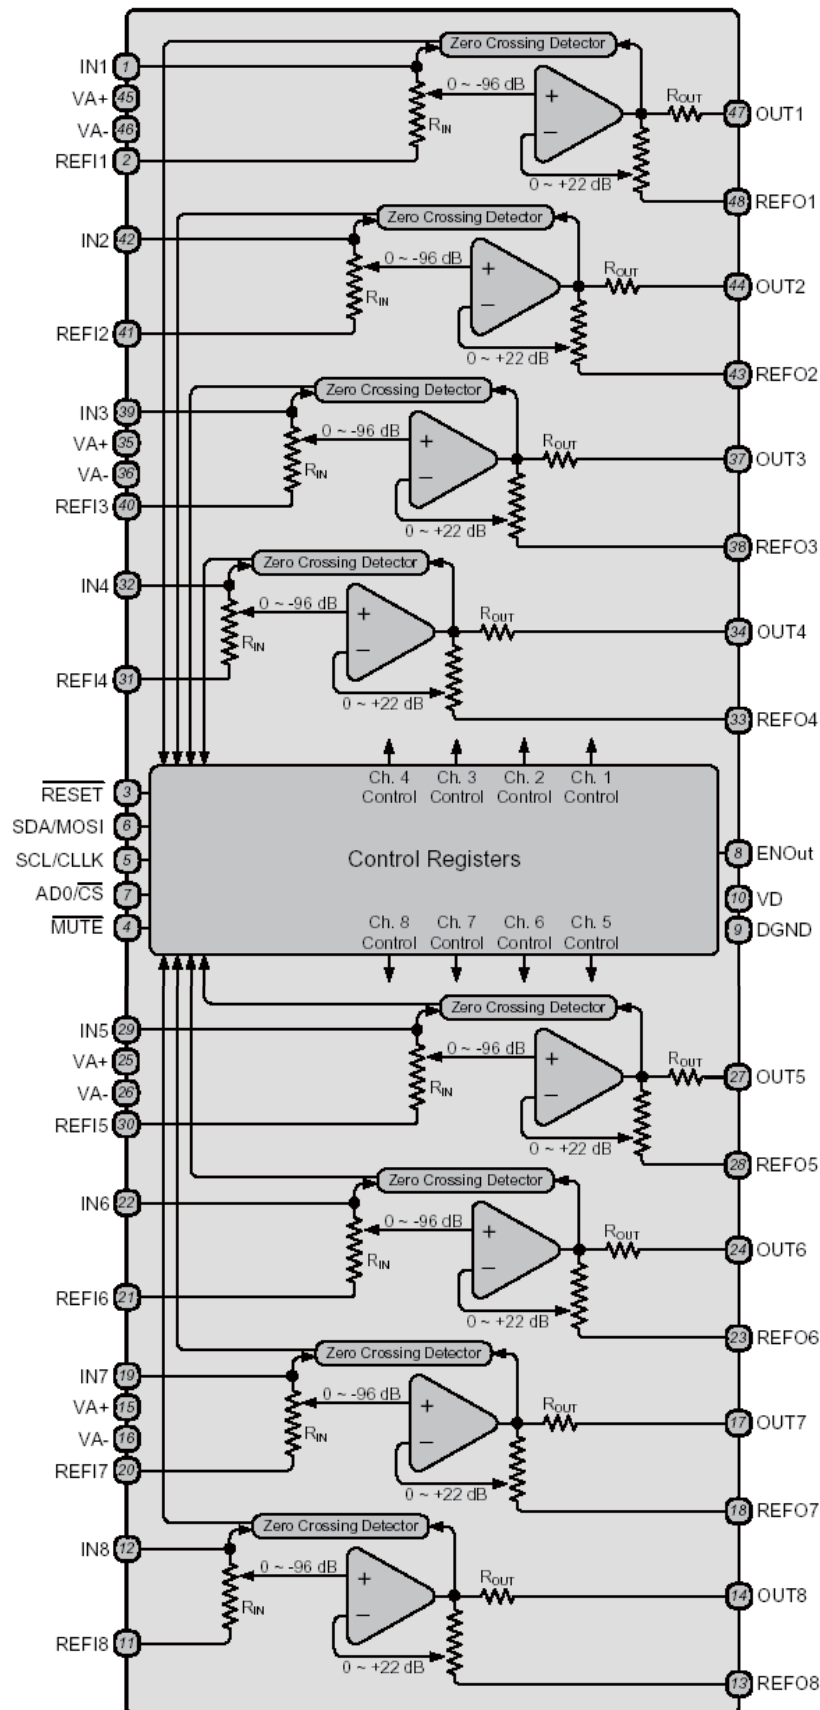 Zero Crossing Detector
IN1 1
0 ~ -96 dB
VA+ 45
+
ROUT
47 OUT1
VA- 46
RIN
−
REFI1 2
0 ~ +22 dB
48 REFO1
Zero Crossing Detector
IN2 42
0 ~ -96 dB
+
ROUT
44 OUT2
RIN
−
REFI2 41
0 ~ +22 dB
43 REFO2
Zero Crossing Detector
IN3 39
0 ~ -96 dB
VA+ 35
+
ROUT
37 OUT3
VA- 36
RIN
−
REFI3 40
0 ~ +22 dB
38 REFO3
Zero Crossing Detector
IN4 32
0 ~ -96 dB
+
ROUT
34 OUT4
RIN
−
REFI4 31
0 ~ +22 dB
33 REFO4
Ch. 4 Ch. 3 Ch. 2 Ch. 1
Control Control Control Control
RESET 3
SDA/MOSI 6
SCL/CLLK 5
Control Registers
8 ENOut
AD0/CS 7
10 VD
MUTE 4
9 DGND
Ch. 8 Ch. 7 Ch. 6 Ch. 5
Control Control Control Control
Zero Crossing Detector
IN5 29
0 ~ -96 dB
VA+ 25
+
ROUT
27 OUT5
VA- 26
RIN
−
REFI5 30
0 ~ +22 dB
28 REFO5
Zero Crossing Detector
IN6 22
0 ~ -96 dB
+
ROUT
24 OUT6
RIN
−
REFI6 21
0 ~ +22 dB
23 REFO6
Zero Crossing Detector
IN7 19
0 ~ -96 dB
VA+ 15
+
ROUT
17 OUT7
VA- 16
RIN
−
REFI7 20
0 ~ +22 dB
18 REFO7
Zero Crossing Detector
IN8 12
0 ~ -96 dB
+
ROUT
14 OUT8
RIN
−
REFI8 11
0 ~ +22 dB
13 REFO8